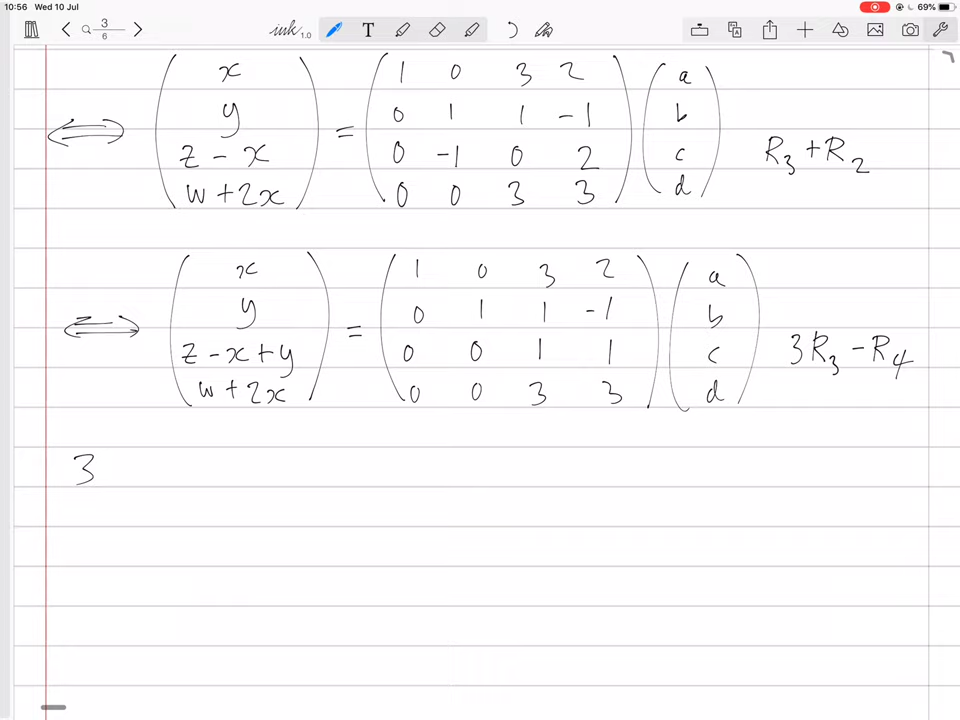 10:56 Wed 10 Jul 69%
3
6
ink 1.0 T
x 1 0 3 2 a
⟺ y = 0 1 1 -1 b
z - x 0 -1 0 2 c R₃ + R₂
w + 2x 0 0 3 3 d
x 1 0 3 2 a
⟺ y = 0 1 1 -1 b
z - x + y 0 0 1 1 c 3R₃ - R₄
w + 2x 0 0 3 3 d
3